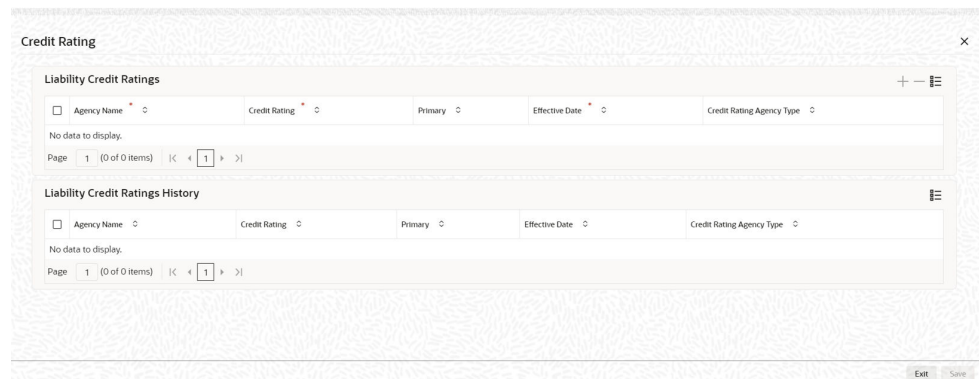 Credit Rating
Liability Credit Ratings
Agency Name * Credit Rating * Primary Effective Date * Credit Rating Agency Type
No data to display.
Page 1 (0 of 0 items) 1
Liability Credit Ratings History
Agency Name Credit Rating Primary Effective Date Credit Rating Agency Type
No data to display.
Page 1 (0 of 0 items) 1
Exit Save